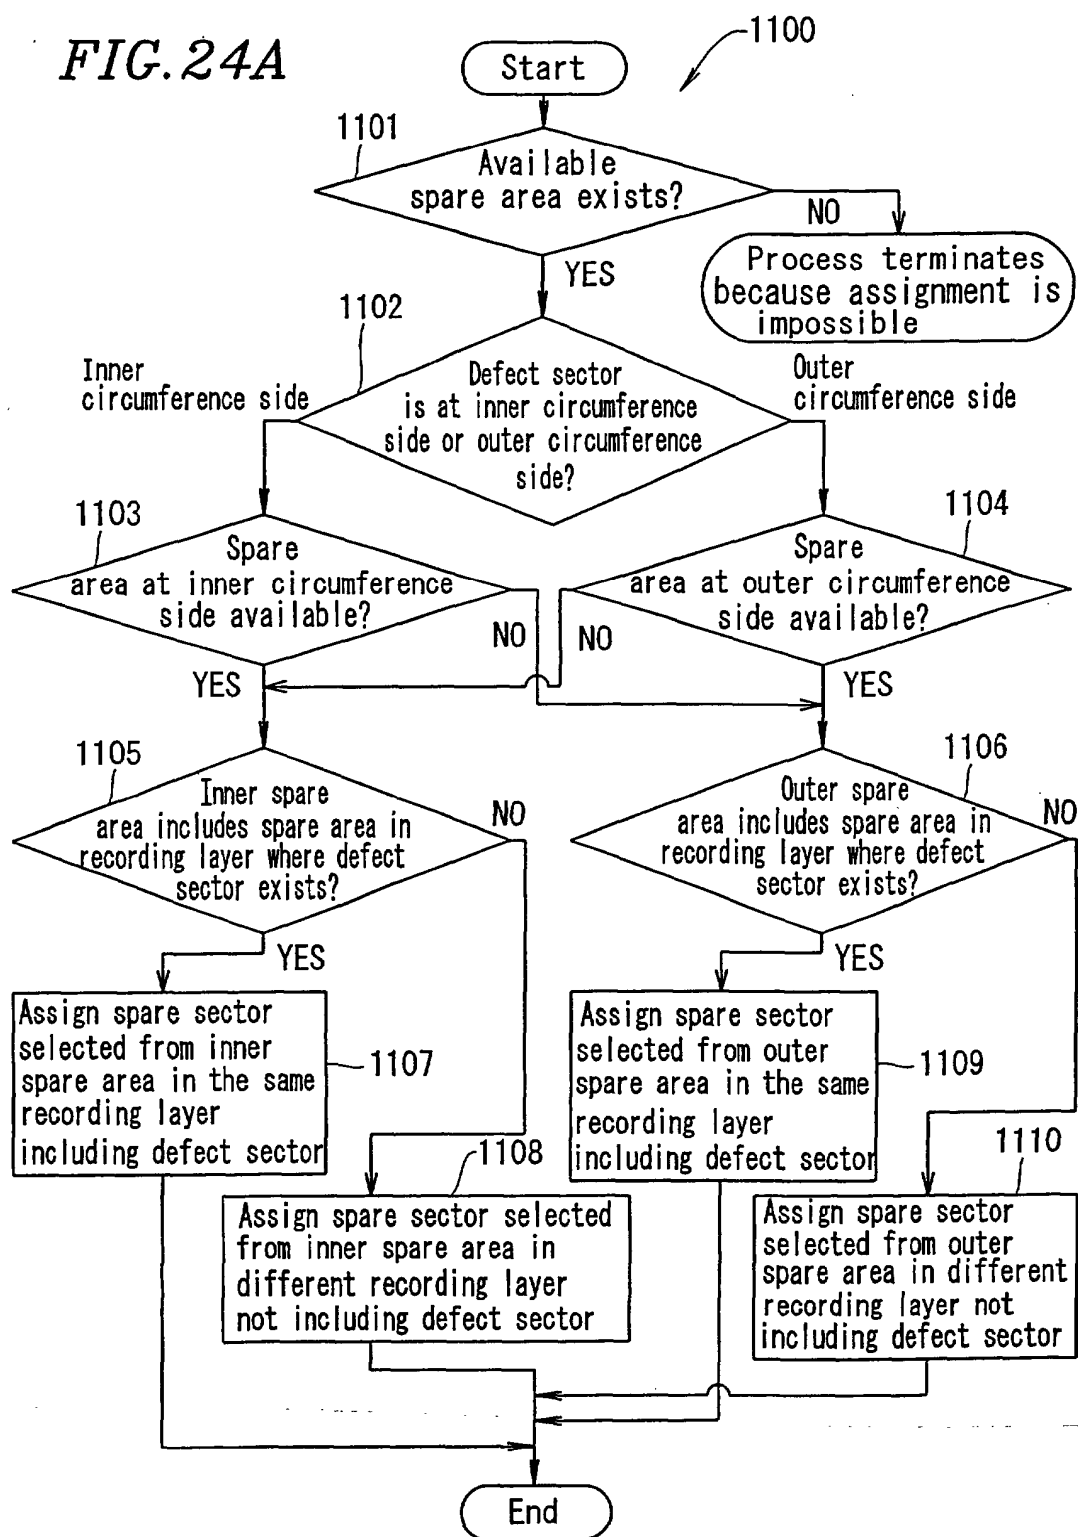 FIG. 24A
1100
Start
1101
Available
spare area exists?
NO
YES
Process terminates
because assignment is
impossible
1102
Inner
circumference side
Defect sector
is at inner circumference
side or outer circumference
side?
Outer
circumference side
1103
Spare
area at inner circumference
side available?
NO
YES
1104
Spare
area at outer circumference
side available?
NO
YES
1105
Inner spare
area includes spare area in
recording layer where defect
sector exists?
NO
YES
1106
Outer spare
area includes spare area in
recording layer where defect
sector exists?
NO
YES
Assign spare sector
selected from inner
spare area in the same
recording layer
including defect sector
1107
Assign spare sector
selected from outer
spare area in the same
recording layer
including defect sector
1109
1108
Assign spare sector selected
from inner spare area in
different recording layer
not including defect sector
1110
Assign spare sector
selected from outer
spare area in different
recording layer not
including defect sector
End